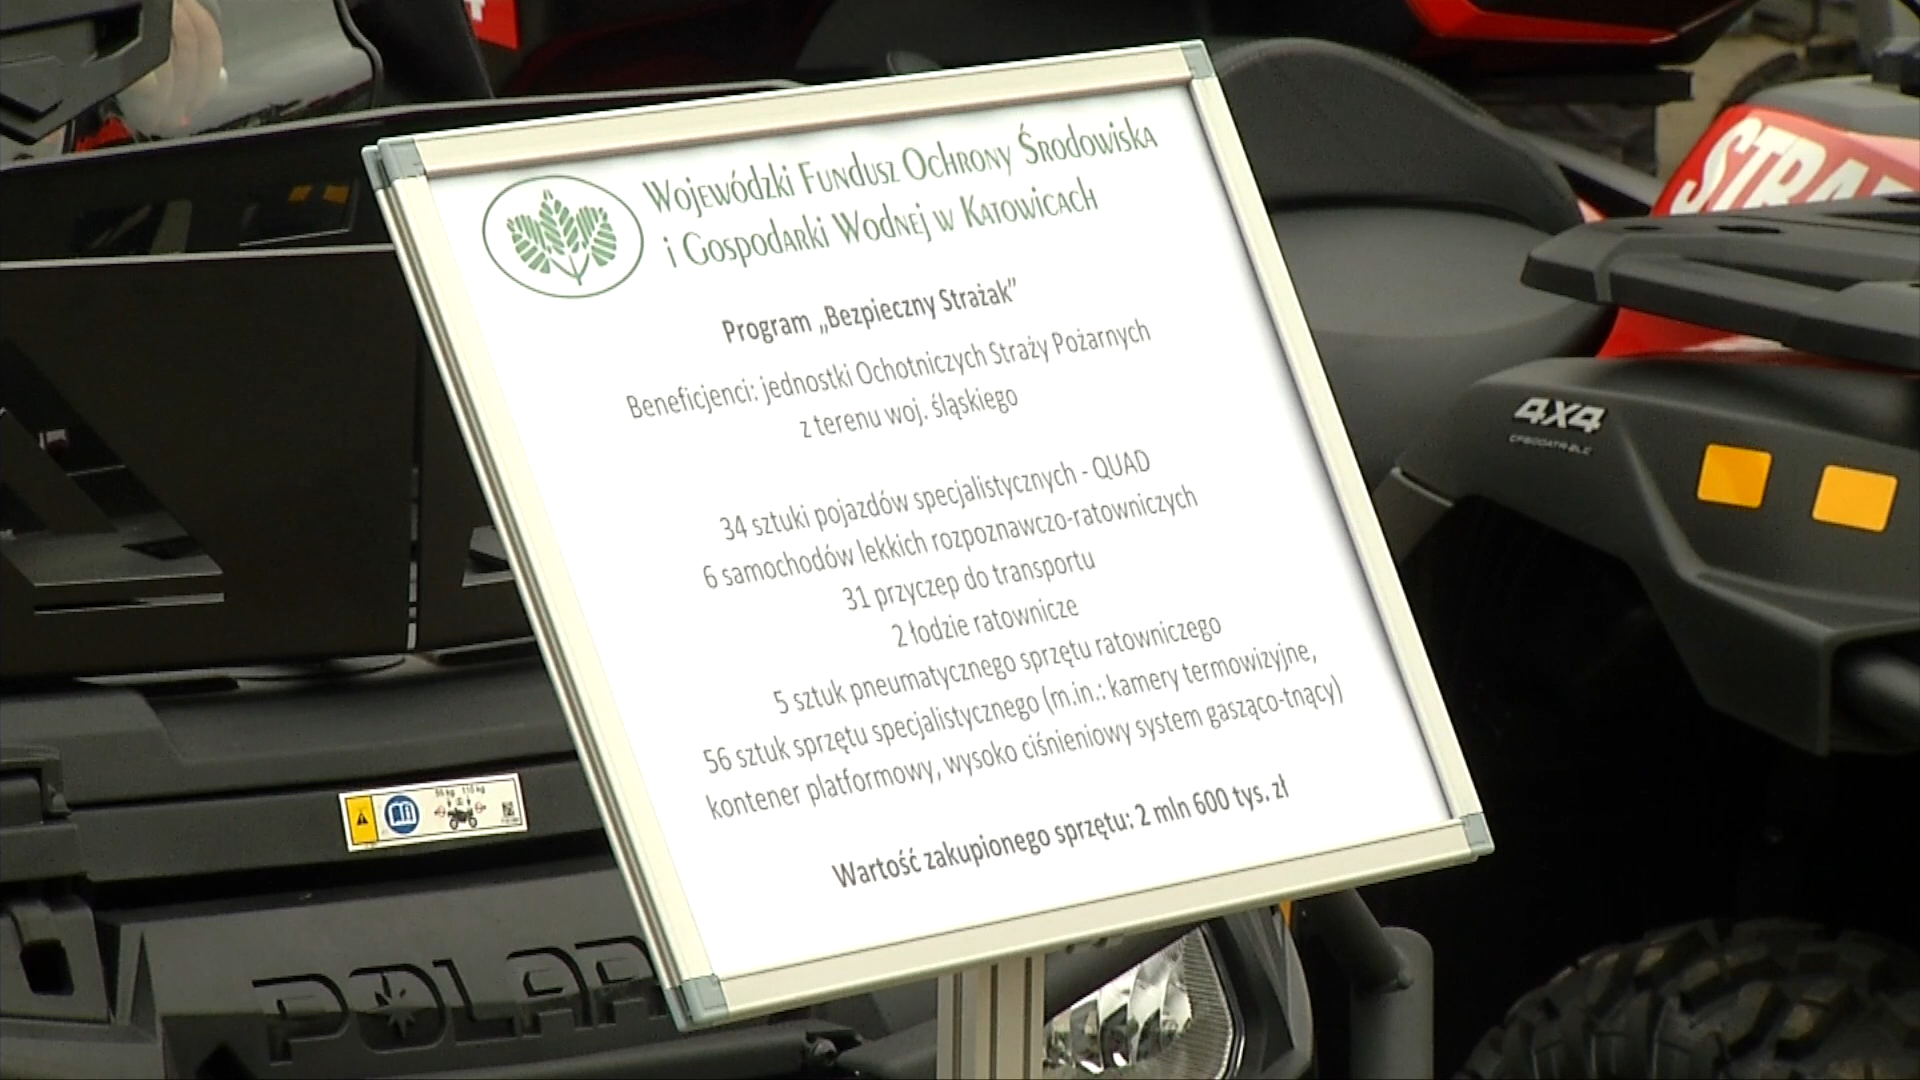 Wojewódzki Fundusz Ochrony Środowiska
i Gospodarki Wodnej w Katowicach
Program „Bezpieczny Strażak”
Beneficjenci: jednostki Ochotniczych Straży Pożarnych
z terenu woj. śląskiego
34 sztuki pojazdów specjalistycznych - QUAD
6 samochodów lekkich rozpoznawczo-ratowniczych
31 przyczep do transportu
2 łodzie ratownicze
5 sztuk pneumatycznego sprzętu ratowniczego
56 sztuk sprzętu specjalistycznego (m.in.: kamery termowizyjne,
kontener platformowy, wysoko ciśnieniowy system gasząco-tnący)
Wartość zakupionego sprzętu: 2 mln 600 tys. zł
STRA
4X4
POLAR